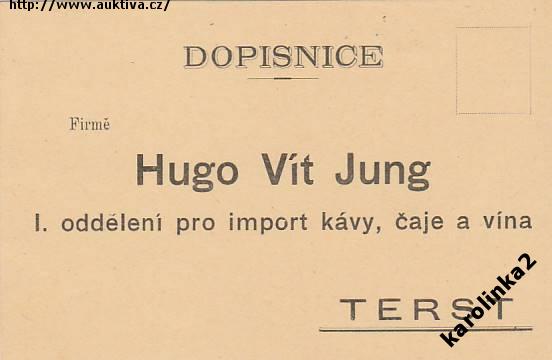 http://www.auktiva.cz/
DOPISNICE
Firmě
Hugo Vít Jung
I. oddělení pro import kávy, čaje a vína
TERST
karolinka2